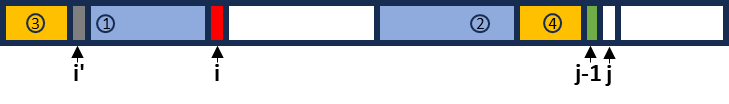 ③ ① ② ④
i' i j-1 j